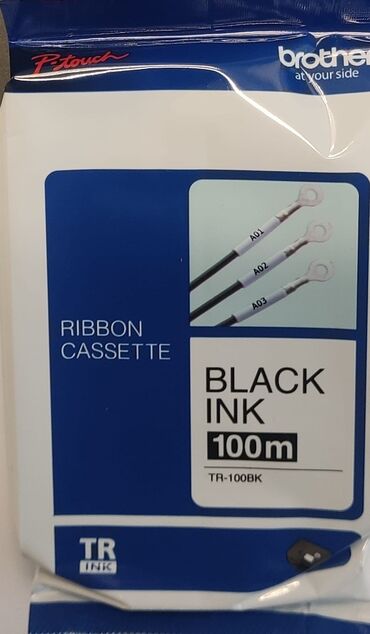 P-touch
brother
at your side
A01
A02
A03
RIBBON
CASSETTE
BLACK
INK
100m
TR-100BK
TR
INK